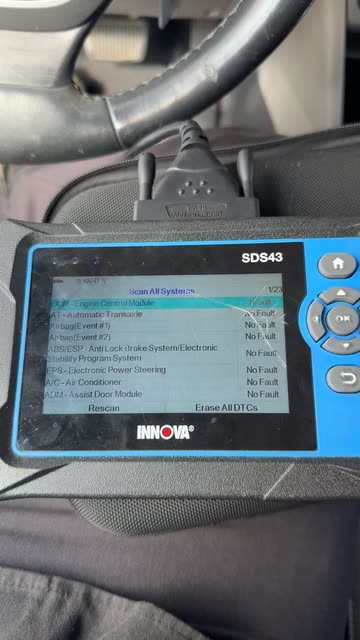 SDS43
Scan All Systems
1/23
ECM - Engine Control Module Fault
AT - Automatic Transaxle No Fault
Airbag(Event #1) No Fault
Airbag(Event #2) No Fault
ABS/ESP - Anti Lock Brake System/Electronic
Stability Program System No Fault
EPS - Electronic Power Steering No Fault
A/C - Air Conditioner No Fault
ADM - Assist Door Module No Fault
Rescan Erase All DTCs
INNOVA®
OK